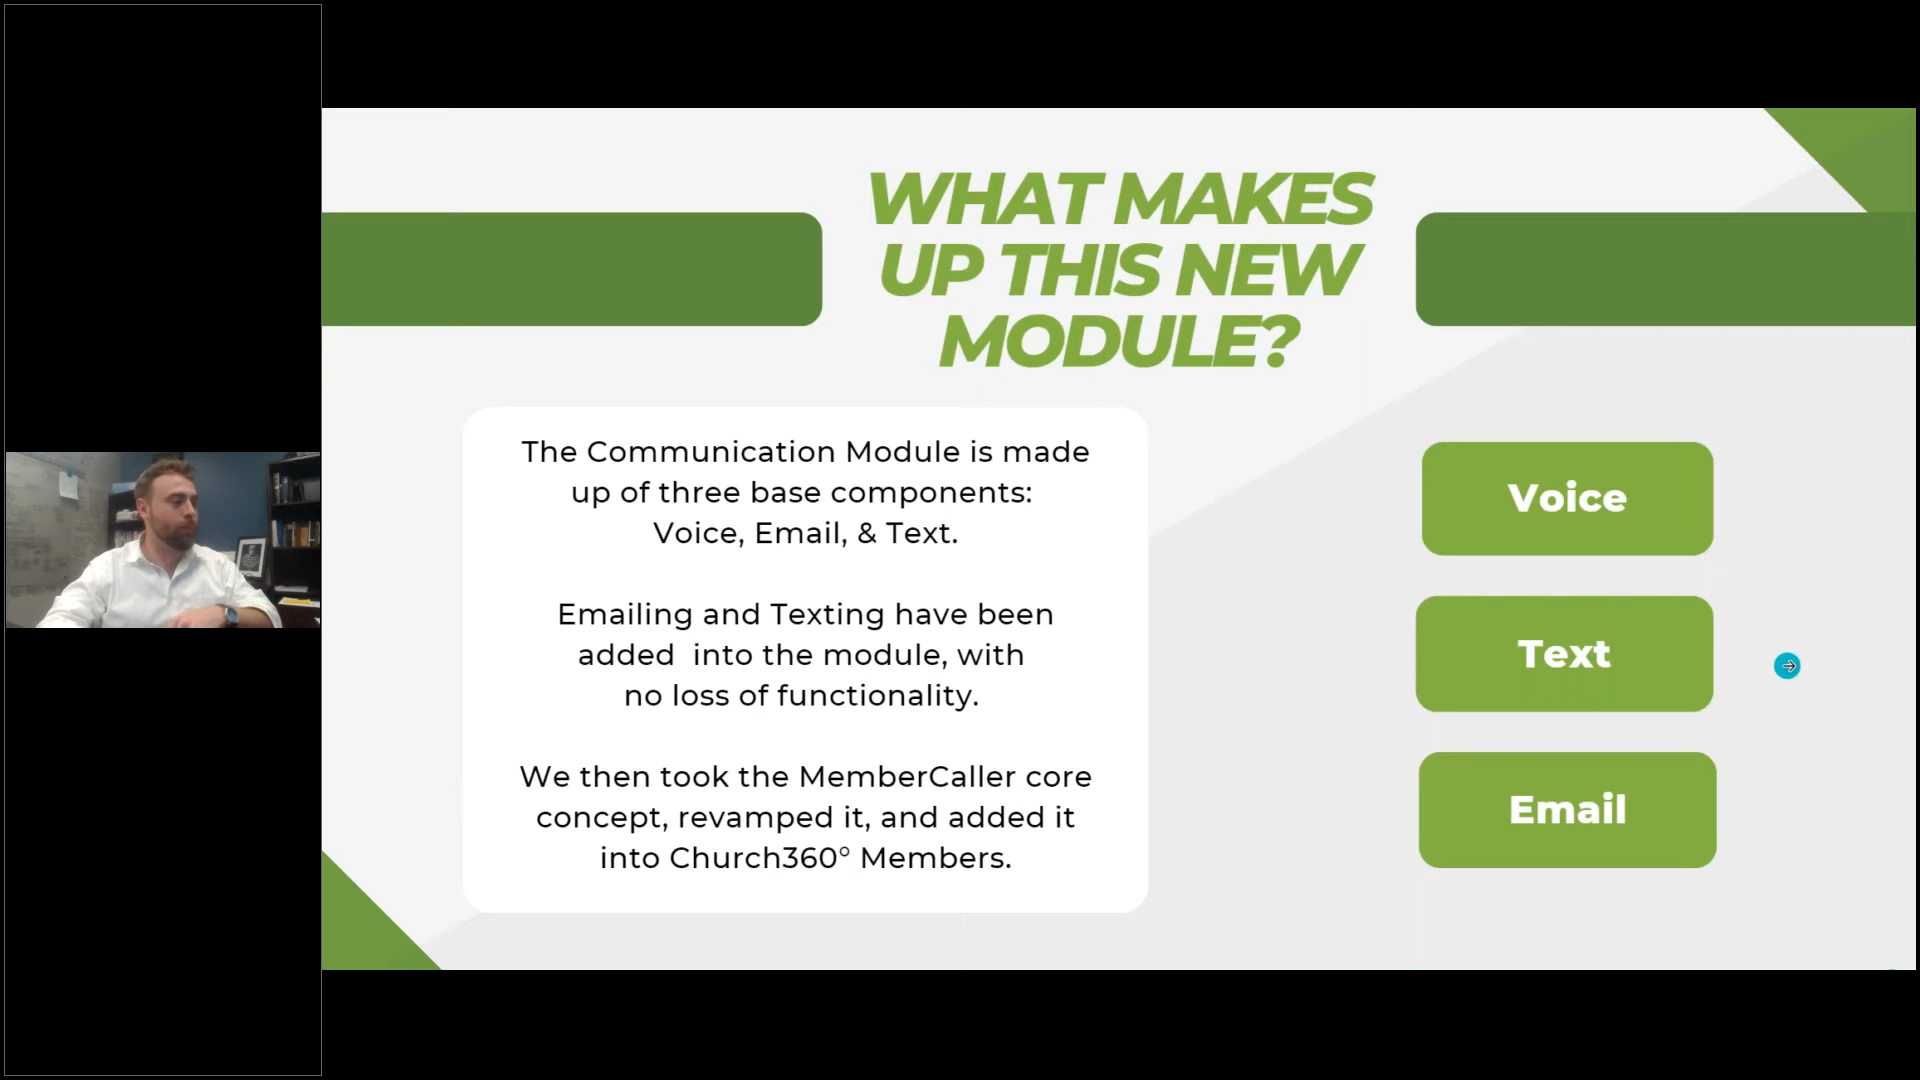 WHAT MAKES
UP THIS NEW
MODULE?
The Communication Module is made
up of three base components:
Voice, Email, & Text.
Emailing and Texting have been
added  into the module, with
no loss of functionality.
We then took the MemberCaller core
concept, revamped it, and added it
into Church360° Members.
Voice
Text
Email